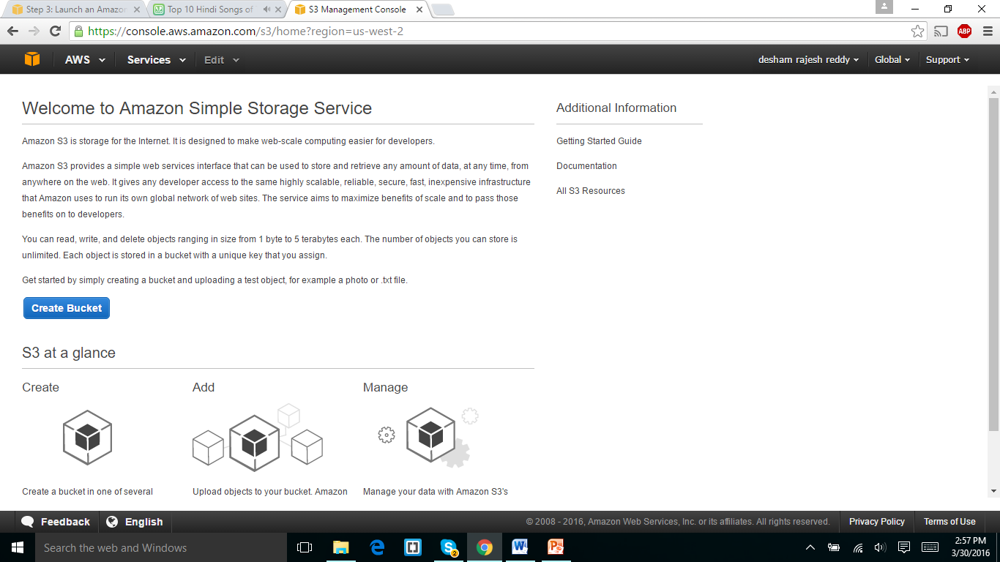 Step 3: Launch an Amazon
Top 10 Hindi Songs of
S3 Management Console
https://console.aws.amazon.com/s3/home?region=us-west-2
ABP
AWS Services Edit desham rajesh reddy Global Support
Welcome to Amazon Simple Storage Service
Amazon S3 is storage for the Internet. It is designed to make web-scale computing easier for developers.
Amazon S3 provides a simple web services interface that can be used to store and retrieve any amount of data, at any time, from
anywhere on the web. It gives any developer access to the same highly scalable, reliable, secure, fast, inexpensive infrastructure
that Amazon uses to run its own global network of web sites. The service aims to maximize benefits of scale and to pass those
benefits on to developers.
You can read, write, and delete objects ranging in size from 1 byte to 5 terabytes each. The number of objects you can store is
unlimited. Each object is stored in a bucket with a unique key that you assign.
Get started by simply creating a bucket and uploading a test object, for example a photo or .txt file.
Create Bucket
Additional Information
Getting Started Guide
Documentation
All S3 Resources
S3 at a glance
Create
Add
Manage
Create a bucket in one of several
Upload objects to your bucket. Amazon
Manage your data with Amazon S3's
Feedback English © 2008 - 2016, Amazon Web Services, Inc. or its affiliates. All rights reserved. Privacy Policy Terms of Use
Search the web and Windows
2
2:57 PM
3/30/2016